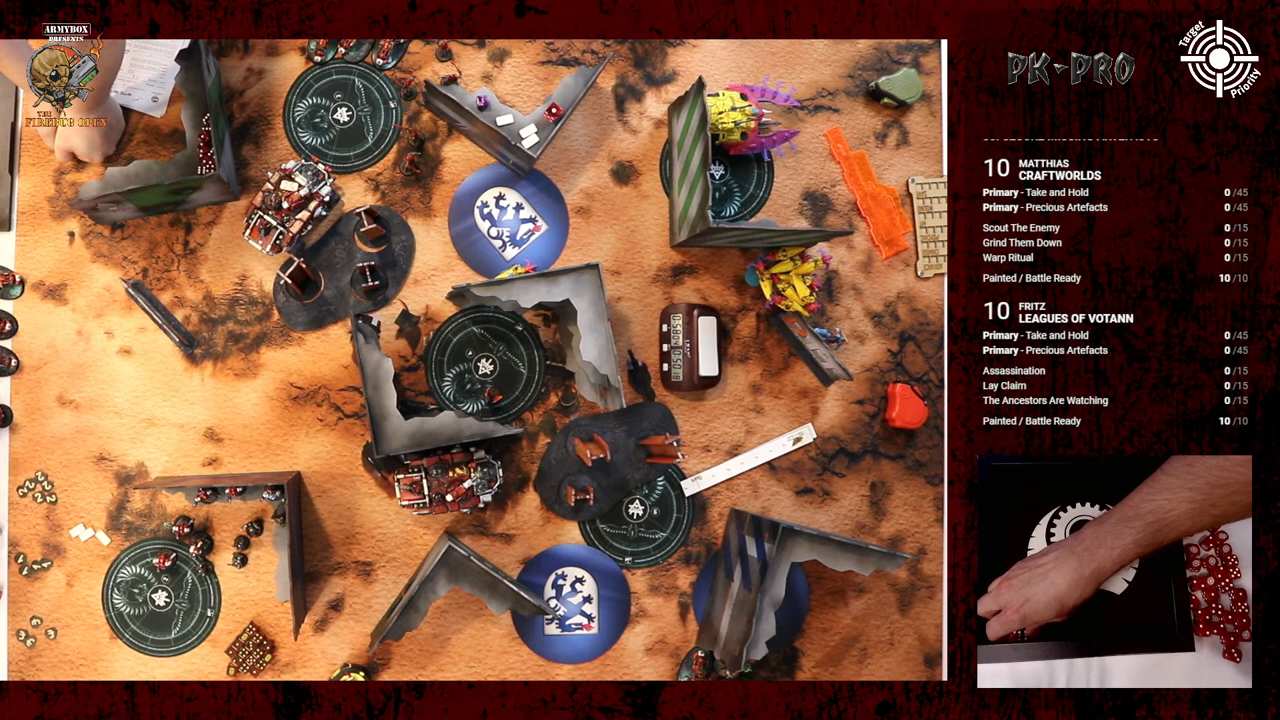 ARMYBOX
PRESENTS
THE
FIREBUG OPEN
PK-PRO
Target
Priority
10 MATTHIAS
CRAFTWORLDS
Primary - Take and Hold 0 /45
Primary - Precious Artefacts 0 /45
Scout The Enemy 0 /15
Grind Them Down 0 /15
Warp Ritual 0 /15
Painted / Battle Ready 10 /10
10 FRITZ
LEAGUES OF VOTANN
Primary - Take and Hold 0 /45
Primary - Precious Artefacts 0 /45
Assassination 0 /15
Lay Claim 0 /15
The Ancestors Are Watching 0 /15
Painted / Battle Ready 10 /10